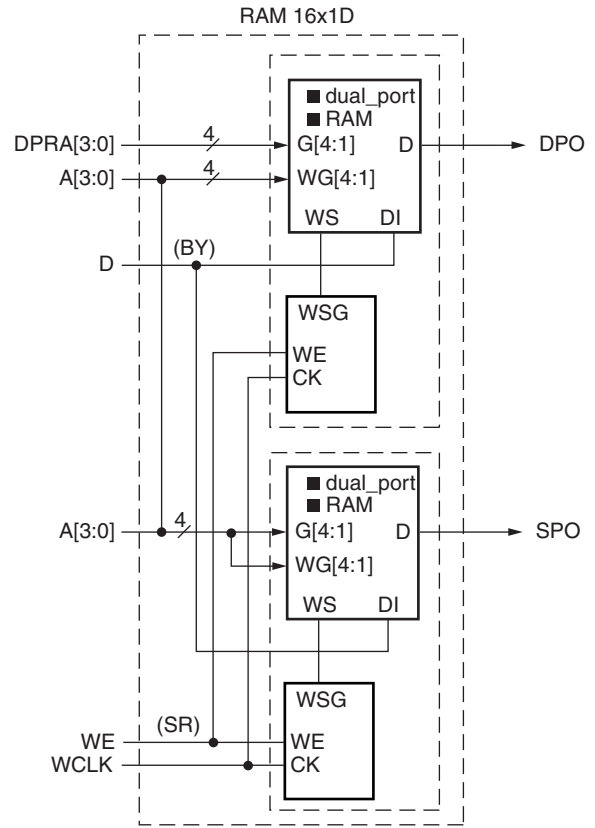 RAM 16x1D
■ dual_port
■ RAM
DPRA[3:0] 4 G[4:1] D DPO
A[3:0] 4 WG[4:1]
WS DI
D (BY)
WSG
WE
CK
■ dual_port
■ RAM
A[3:0] 4 G[4:1] D SPO
WG[4:1]
WS DI
WSG
WE (SR) WE
WCLK CK